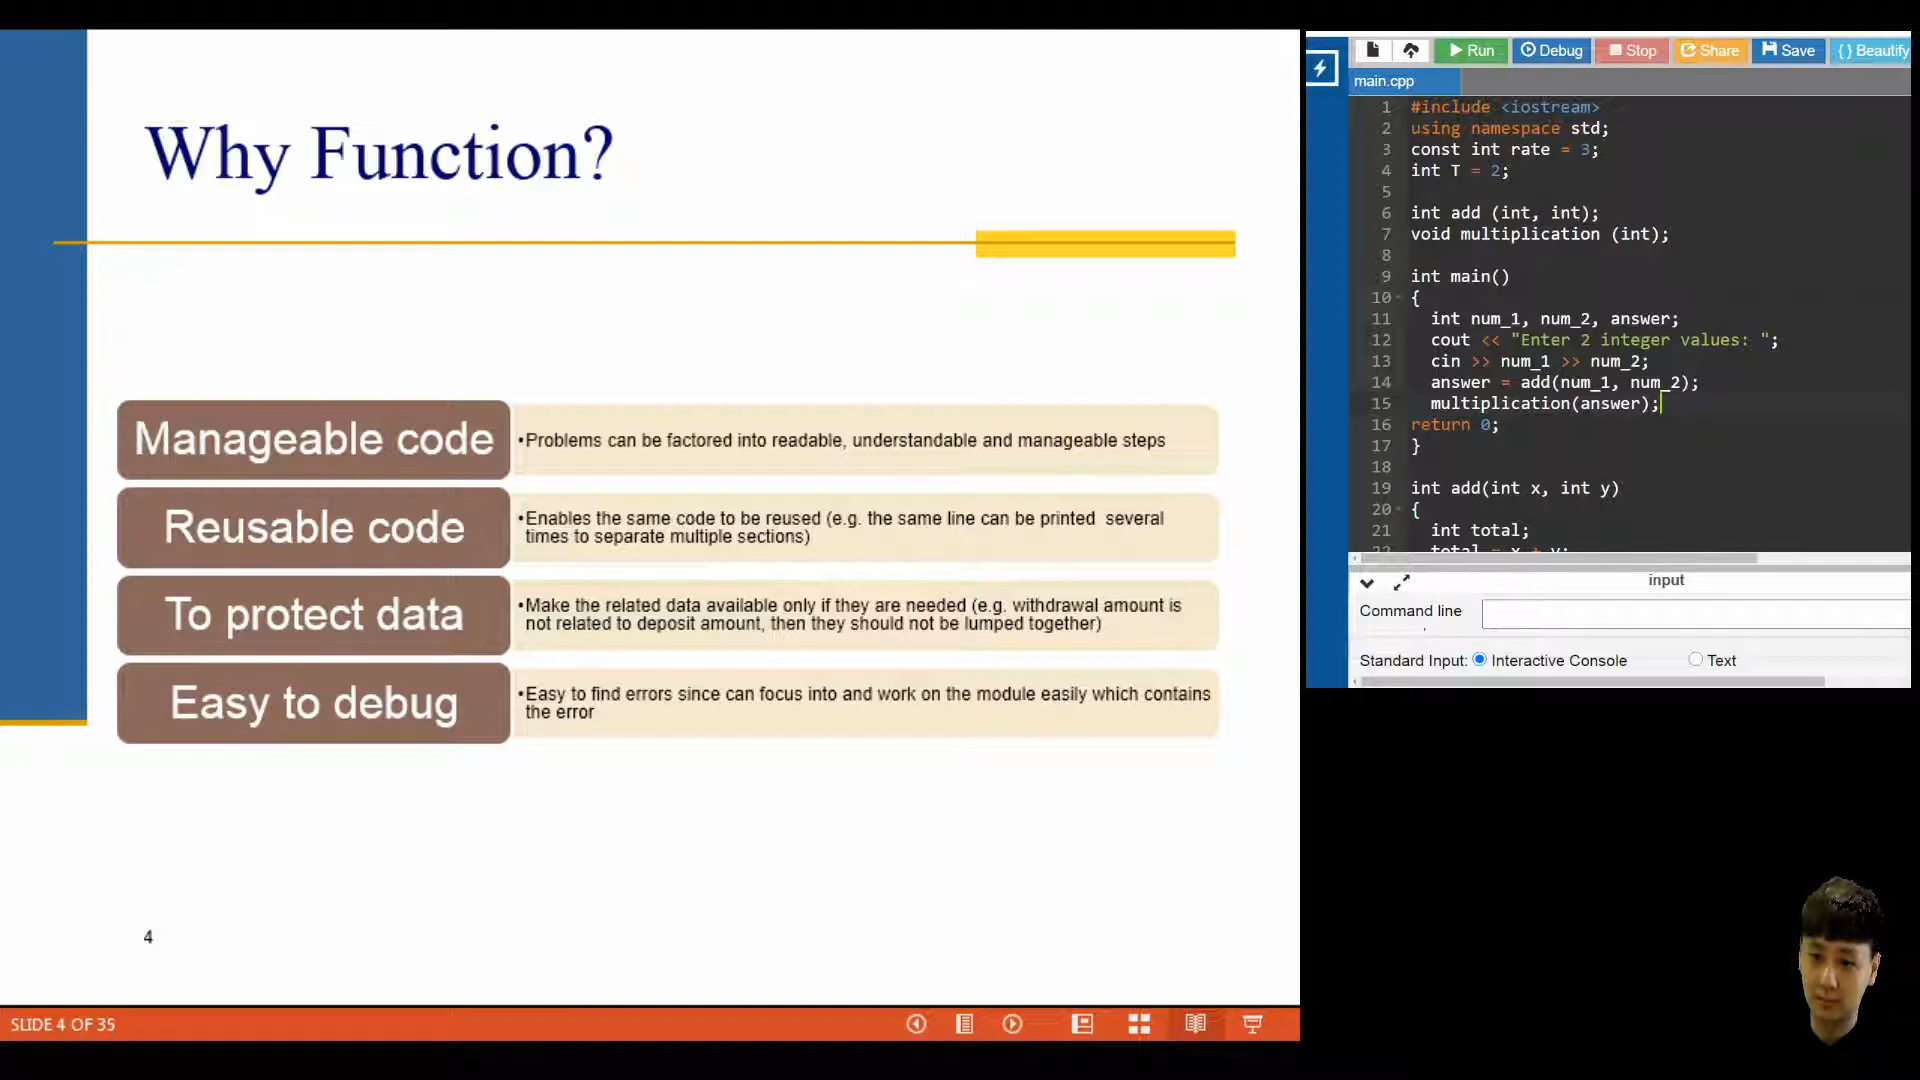 Why Function?
Manageable code
•Problems can be factored into readable, understandable and manageable steps
Reusable code
•Enables the same code to be reused (e.g. the same line can be printed several
times to separate multiple sections)
To protect data
•Make the related data available only if they are needed (e.g. withdrawal amount is
not related to deposit amount, then they should not be lumped together)
Easy to debug
•Easy to find errors since can focus into and work on the module easily which contains
the error
4
SLIDE 4 OF 35
Run Debug Stop Share Save { } Beautify
main.cpp
1 #include <iostream>
2 using namespace std;
3 const int rate = 3;
4 int T = 2;
5
6 int add (int, int);
7 void multiplication (int);
8
9 int main()
10 {
11 int num_1, num_2, answer;
12 cout << "Enter 2 integer values: ";
13 cin >> num_1 >> num_2;
14 answer = add(num_1, num_2);
15 multiplication(answer);
16 return 0;
17 }
18
19 int add(int x, int y)
20 {
21 int total;
22 total = x + y;
input
Command line
Standard Input: Interactive Console Text